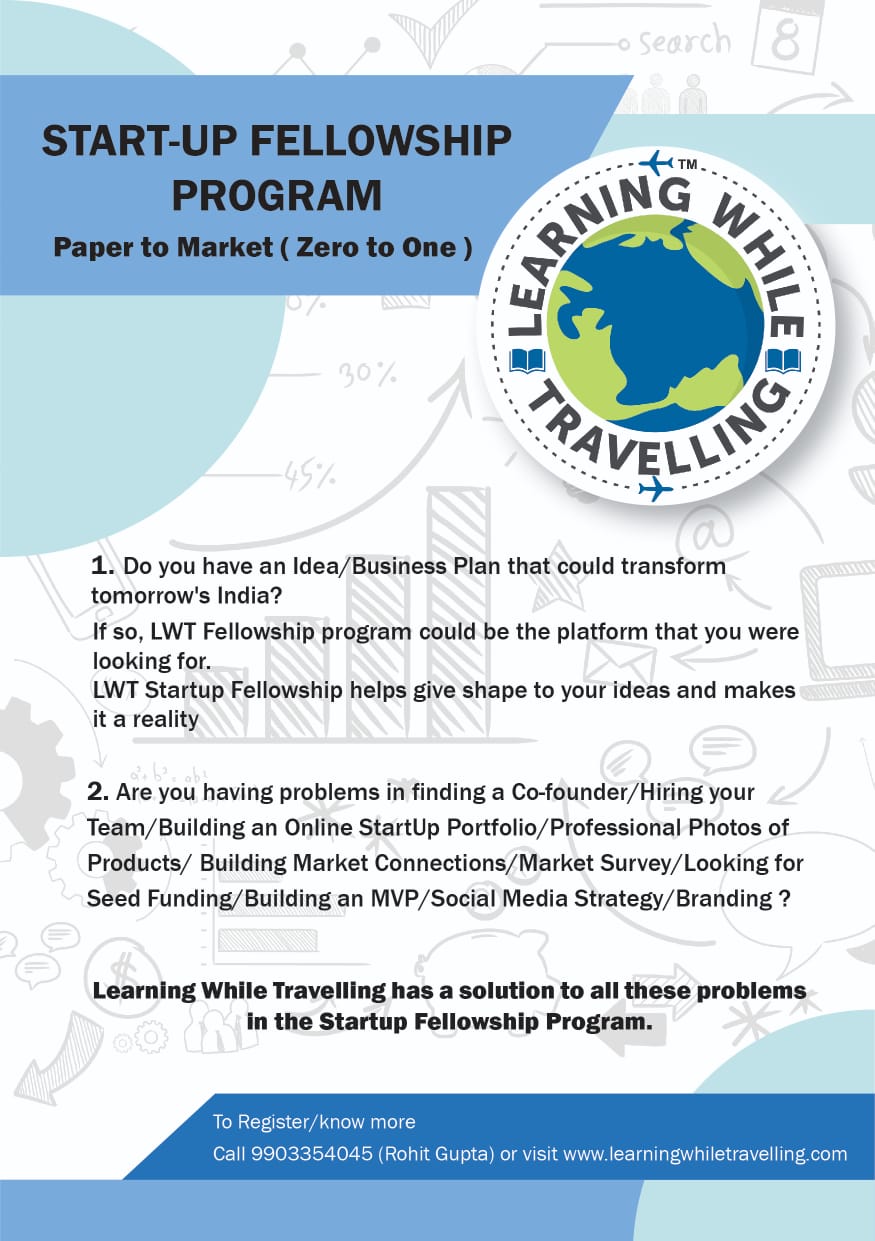 search
8
START-UP FELLOWSHIP
PROGRAM
Paper to Market ( Zero to One )
TM
LEARNING WHILE
TRAVELLING
30%
45%
1. Do you have an Idea/Business Plan that could transform
tomorrow's India?
If so, LWT Fellowship program could be the platform that you were
looking for.
LWT Startup Fellowship helps give shape to your ideas and makes
it a reality
2. Are you having problems in finding a Co-founder/Hiring your
Team/Building an Online StartUp Portfolio/Professional Photos of
Products/ Building Market Connections/Market Survey/Looking for
Seed Funding/Building an MVP/Social Media Strategy/Branding ?
Learning While Travelling has a solution to all these problems
in the Startup Fellowship Program.
To Register/know more
Call 9903354045 (Rohit Gupta) or visit www.learningwhiletravelling.com